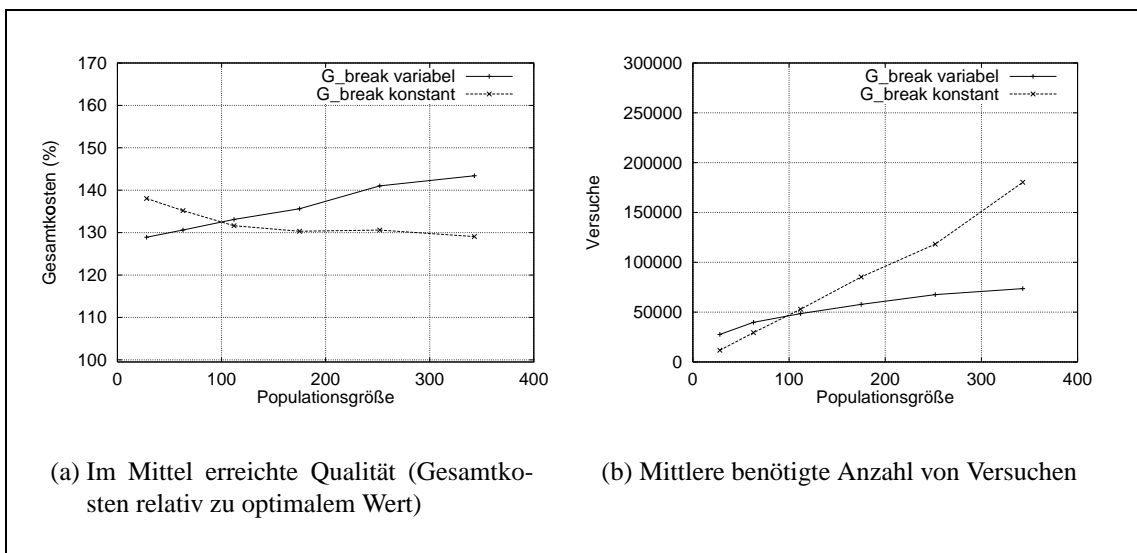 170
160
150
140
130
120
110
100
0
100
200
300
400
Gesamtkosten (%)
Populationsgröße
G_break variabel
G_break konstant
300000
250000
200000
150000
100000
50000
0
0
100
200
300
400
Versuche
Populationsgröße
G_break variabel
G_break konstant
(a) Im Mittel erreichte Qualität (Gesamtko-
sten relativ zu optimalem Wert)
(b) Mittlere benötigte Anzahl von Versuchen